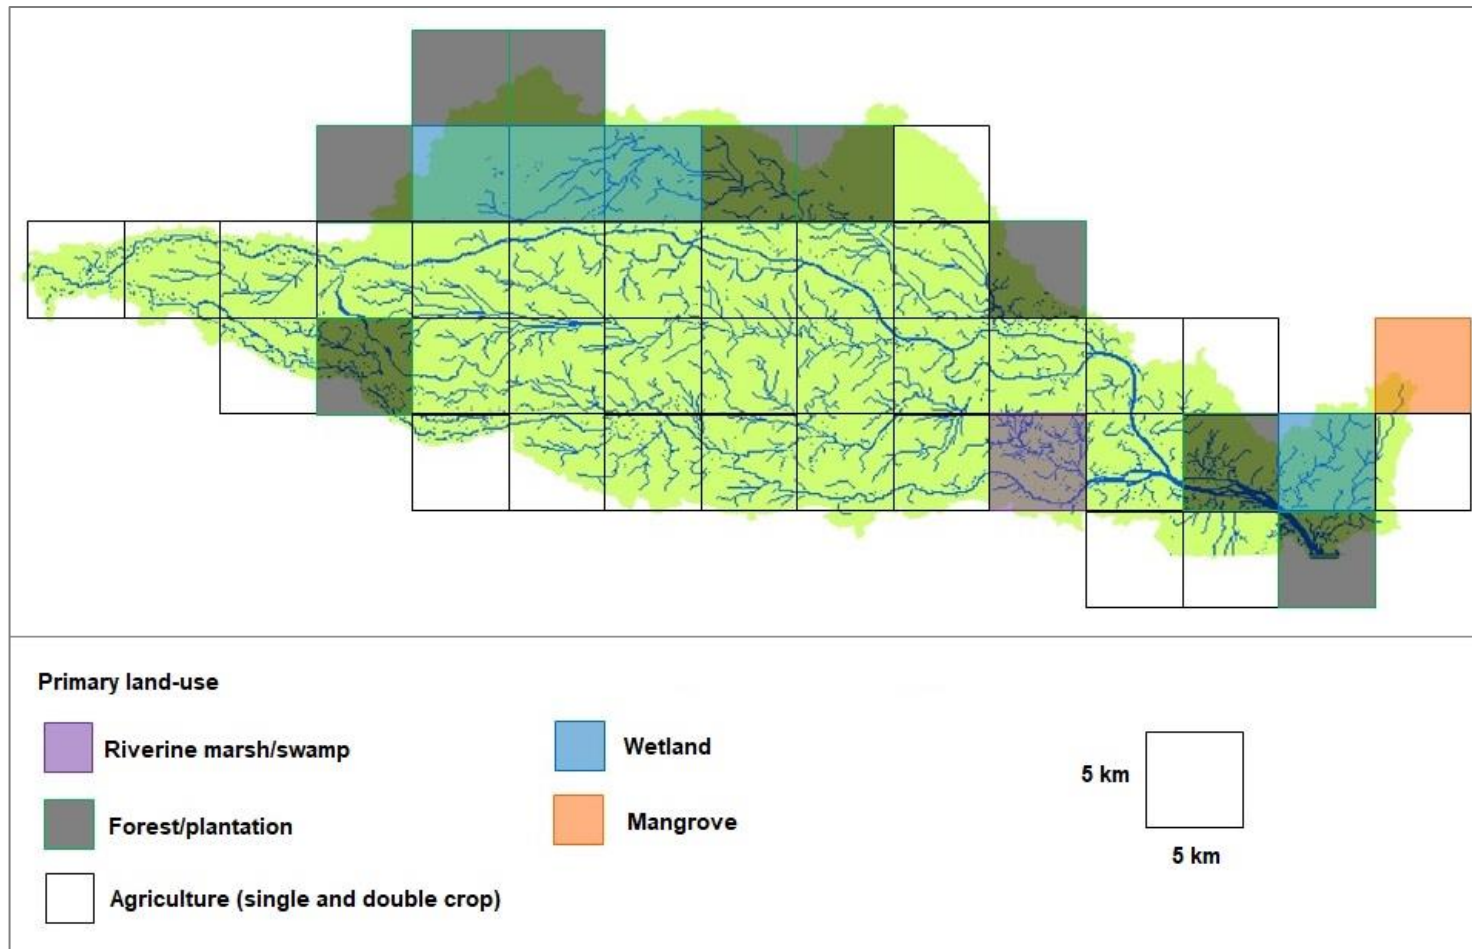 Primary land-use
Riverine marsh/swamp
Wetland
5 km
Forest/plantation
Mangrove
5 km
Agriculture (single and double crop)